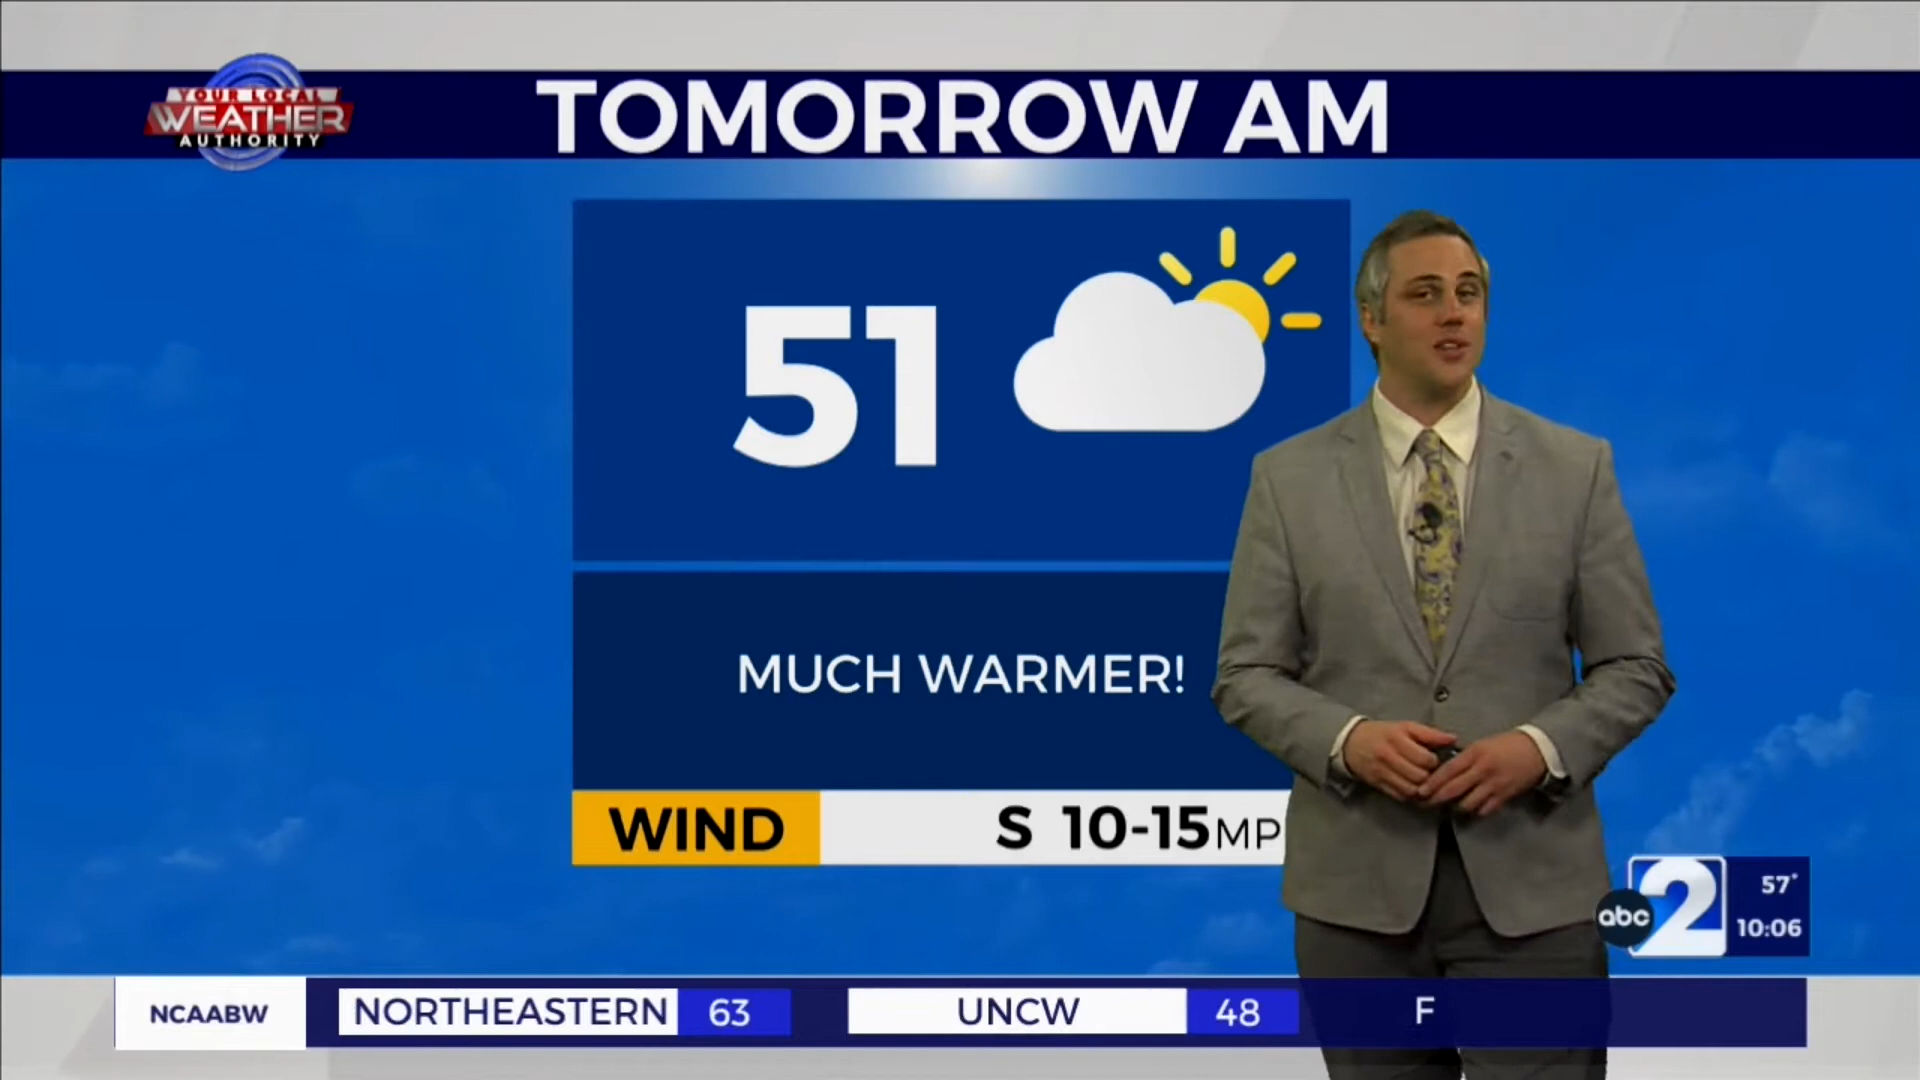 YOUR LOCAL
WEATHER
AUTHORITY
TOMORROW AM
51
MUCH WARMER!
WIND S 10-15MP
57°
abc 2 10:06
NCAABW NORTHEASTERN 63 UNCW 48 F